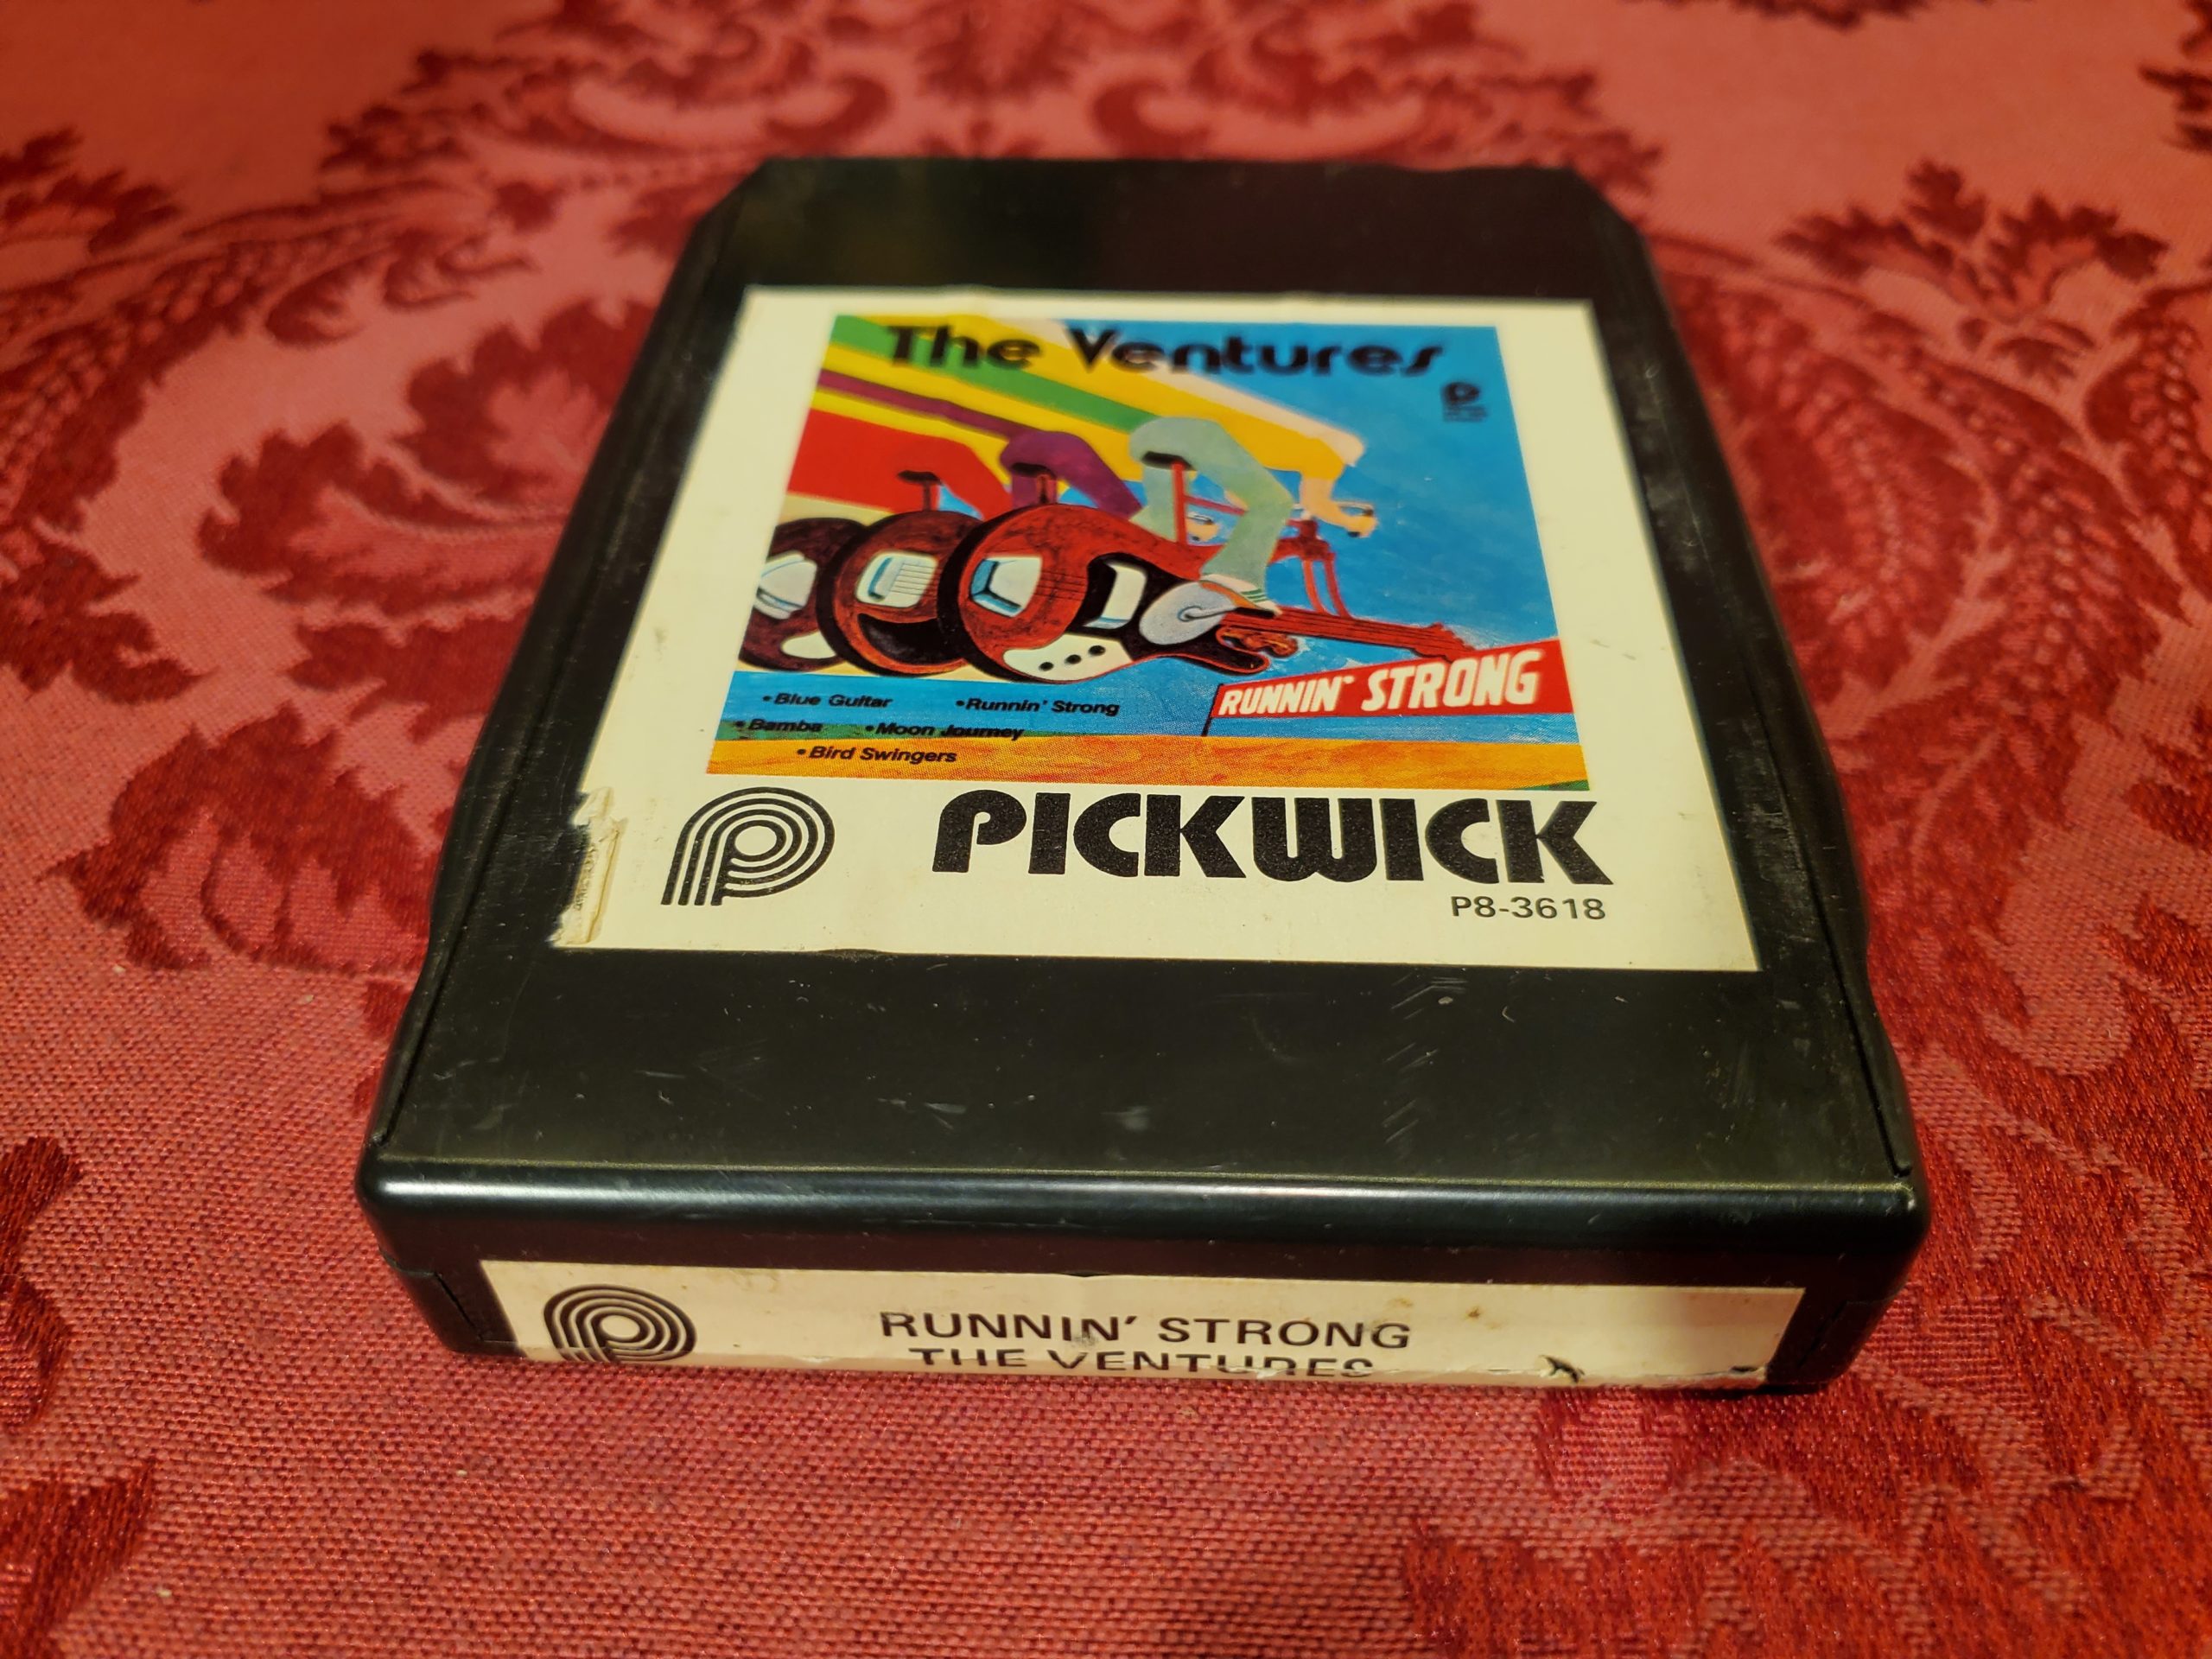 The Ventures
RUNNIN' STRONG
•Blue Guitar •Runnin' Strong
•Bamba •Moon Journey
•Bird Swingers
PICKWICK
P8-3618
RUNNIN' STRONG
THE VENTURES